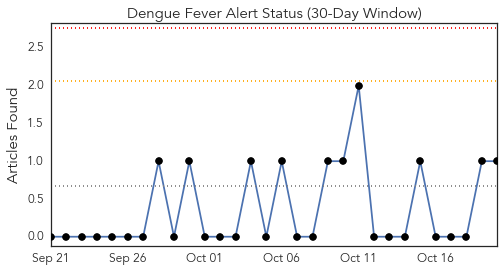 Dengue Fever Alert Status (30-Day Window)
Articles Found
2.5
2.0
1.5
1.0
0.5
0.0
Sep 21 Sep 26 Oct 01 Oct 06 Oct 11 Oct 16